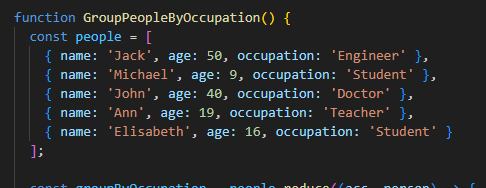 function GroupPeopleByOccupation() {
const people = [
{ name: 'Jack', age: 50, occupation: 'Engineer' },
{ name: 'Michael', age: 9, occupation: 'Student' },
{ name: 'John', age: 40, occupation: 'Doctor' },
{ name: 'Ann', age: 19, occupation: 'Teacher' },
{ name: 'Elisabeth', age: 16, occupation: 'Student' }
];
const groupByOccupation = people.reduce((acc, person) => {